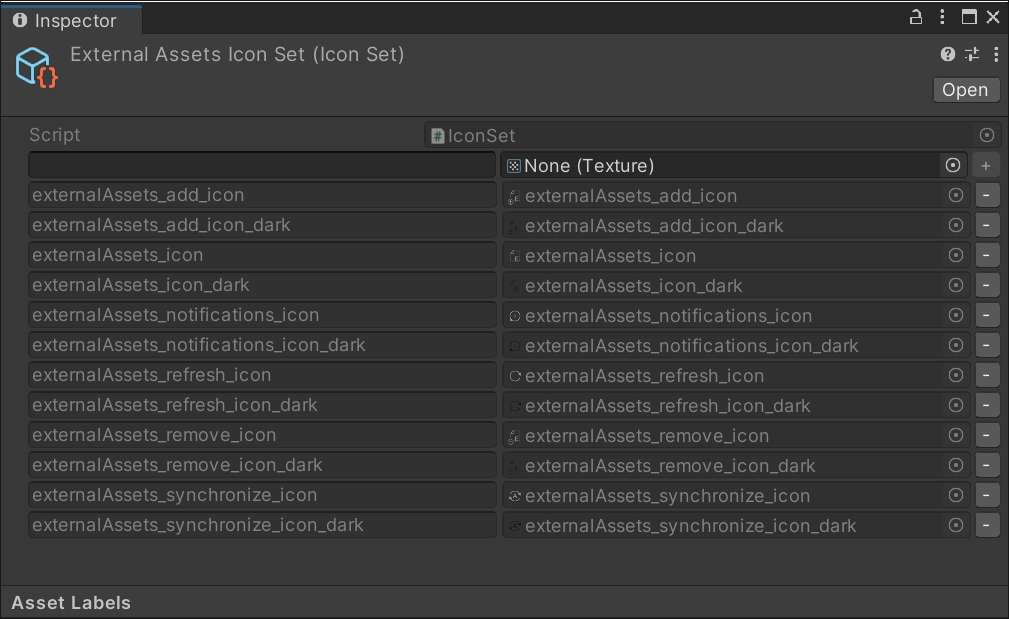 Inspector
External Assets Icon Set (Icon Set)
Open
Script IconSet
None (Texture) +
externalAssets_add_icon externalAssets_add_icon -
externalAssets_add_icon_dark externalAssets_add_icon_dark -
externalAssets_icon externalAssets_icon -
externalAssets_icon_dark externalAssets_icon_dark -
externalAssets_notifications_icon externalAssets_notifications_icon -
externalAssets_notifications_icon_dark externalAssets_notifications_icon_dark -
externalAssets_refresh_icon externalAssets_refresh_icon -
externalAssets_refresh_icon_dark externalAssets_refresh_icon_dark -
externalAssets_remove_icon externalAssets_remove_icon -
externalAssets_remove_icon_dark externalAssets_remove_icon_dark -
externalAssets_synchronize_icon externalAssets_synchronize_icon -
externalAssets_synchronize_icon_dark externalAssets_synchronize_icon_dark -
Asset Labels